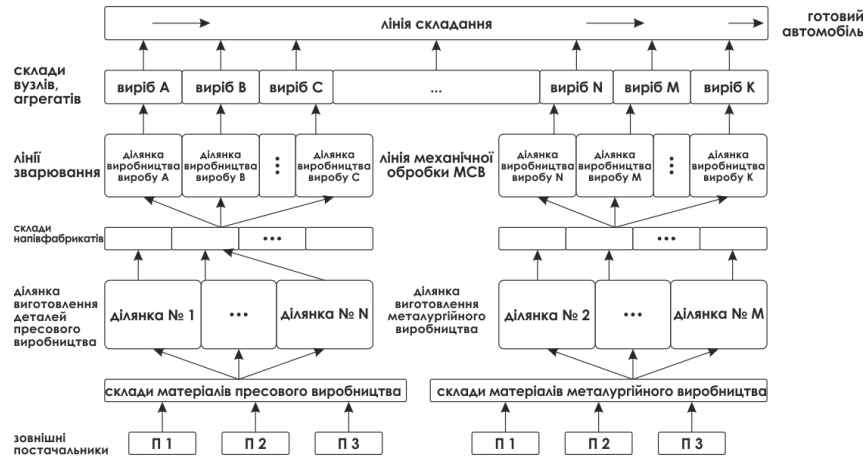 лінія складання
готовий
автомобіль
склади
вузлів,
агрегатів
виріб A
виріб B
виріб C
...
виріб N
виріб M
виріб K
лінії
зварювання
ділянка
виробництва
виробу A
ділянка
виробництва
виробу B
ділянка
виробництва
виробу C
лінія механічної
обробки МСВ
ділянка
виробництва
виробу N
ділянка
виробництва
виробу M
ділянка
виробництва
виробу K
склади
напівфабрикатів
...
...
ділянка
виготовлення
деталей
пресового
виробництва
ділянка № 1
...
ділянка № N
ділянка
виготовлення
металургійного
виробництва
ділянка № 2
...
ділянка № M
склади матеріалів пресового виробництва
склади матеріалів металургійного виробництва
зовнішні
постачальники
П 1
П 2
П 3
П 1
П 2
П 3